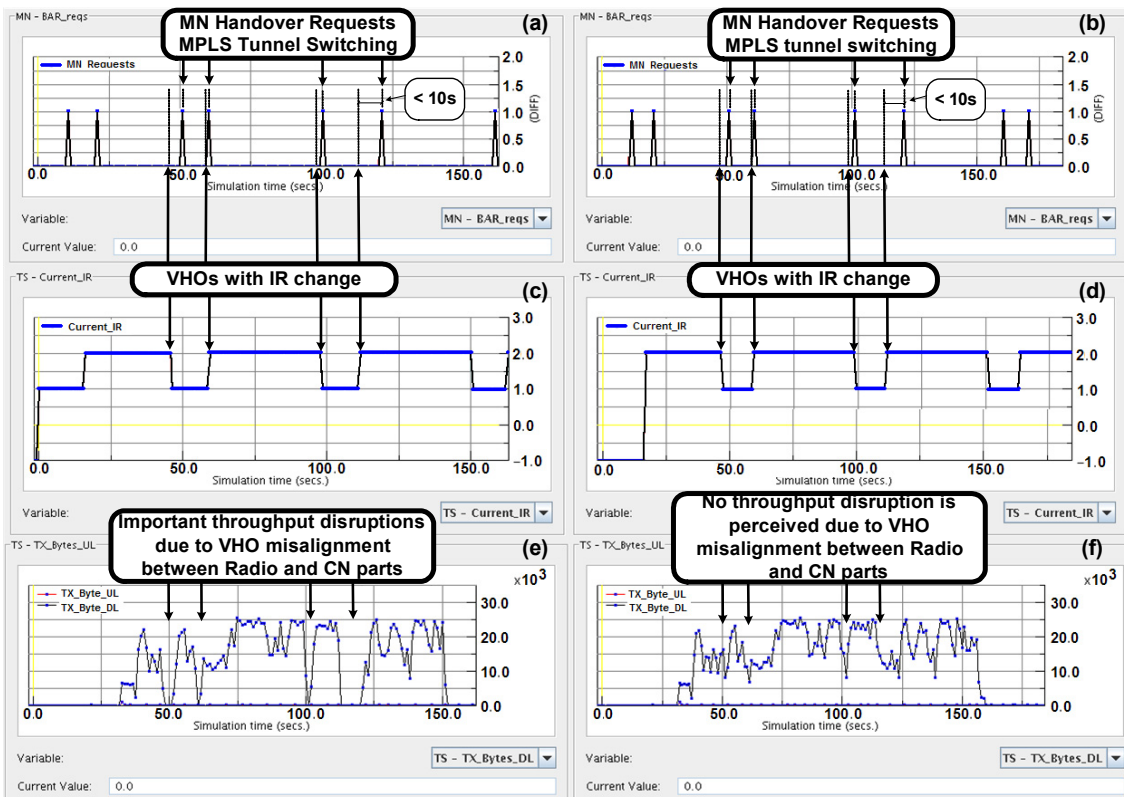 MN - BAR_reqs
(a)
MN Handover Requests
MPLS Tunnel Switching
MN_Requests
< 10s
2.0
1.5
1.0
0.5
0.0
(DIFF)
0.0
50.0
100.0
150.0
Simulation time (secs.)
Variable:
MN - BAR_reqs
Current Value:
0.0
MN - BAR_reqs
(b)
MN Handover Requests
MPLS tunnel switching
MN_Requests
< 10s
2.0
1.5
1.0
0.5
0.0
(DIFF)
0.0
50.0
100.0
150.0
Simulation time (secs.)
Variable:
MN - BAR_reqs
Current Value:
0.0
TS - Current_IR
VHOs with IR change
(c)
Current_IR
3.0
2.0
1.0
0.0
-1.0
0.0
50.0
100.0
150.0
Simulation time (secs.)
Variable:
TS - Current_IR
TS - Current_IR
VHOs with IR change
(d)
Current_IR
3.0
2.0
1.0
0.0
-1.0
0.0
50.0
100.0
150.0
Simulation time (secs.)
Variable:
TS - Current_IR
TS - TX_Bytes_UL
Important throughput disruptions
due to VHO misalignment
between Radio and CN parts
(e)
x10³
TX_Byte_UL
TX_Byte_DL
30.0
20.0
10.0
0.0
0.0
50.0
100.0
150.0
Simulation time (secs.)
Variable:
TS - TX_Bytes_DL
Current Value:
0.0
TS - TX_Bytes_UL
No throughput disruption is
perceived due to VHO
misalignment between Radio
and CN parts
(f)
x10³
TX_Byte_UL
TX_Byte_DL
30.0
20.0
10.0
0.0
0.0
50.0
100.0
150.0
Simulation time (secs.)
Variable:
TS - TX_Bytes_DL
Current Value:
0.0